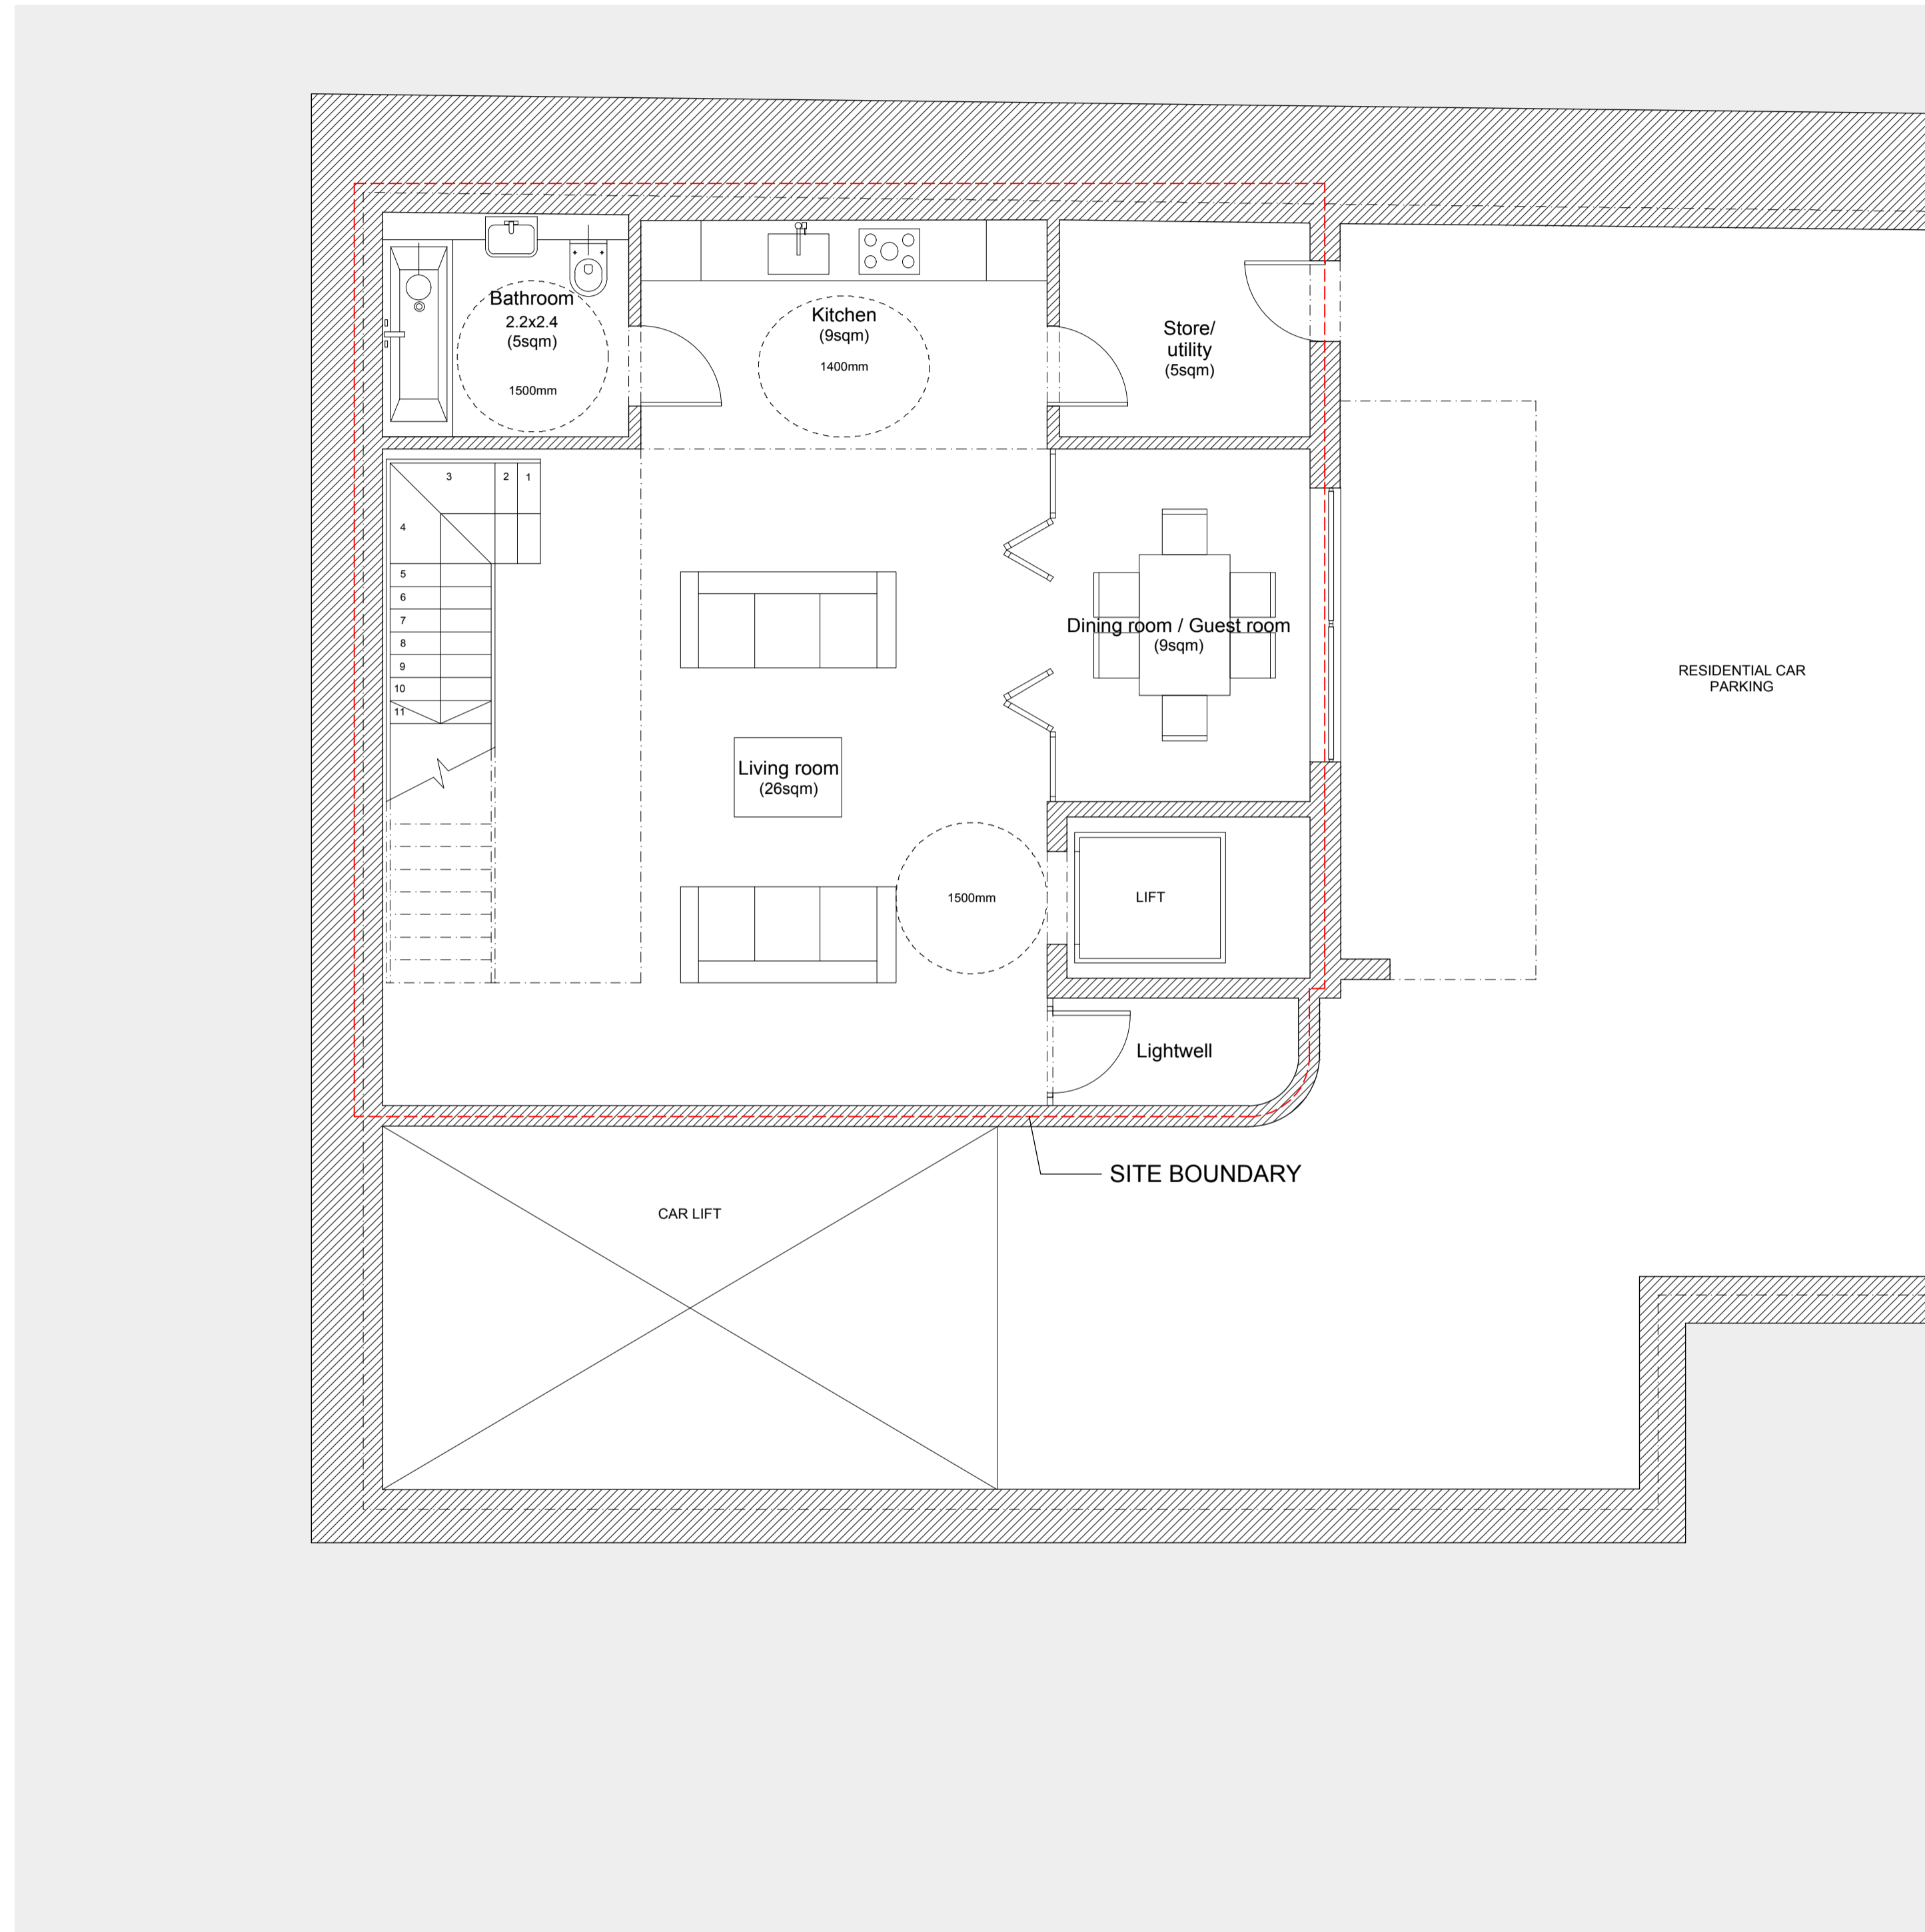 Bathroom
2.2x2.4
(5sqm)
1500mm
Kitchen
(9sqm)
1400mm
Store/
utility
(5sqm)
3
2
1
4
5
6
7
8
9
10
11
Dining room / Guest room
(9sqm)
RESIDENTIAL CAR
PARKING
Living room
(26sqm)
1500mm
LIFT
Lightwell
SITE BOUNDARY
CAR LIFT